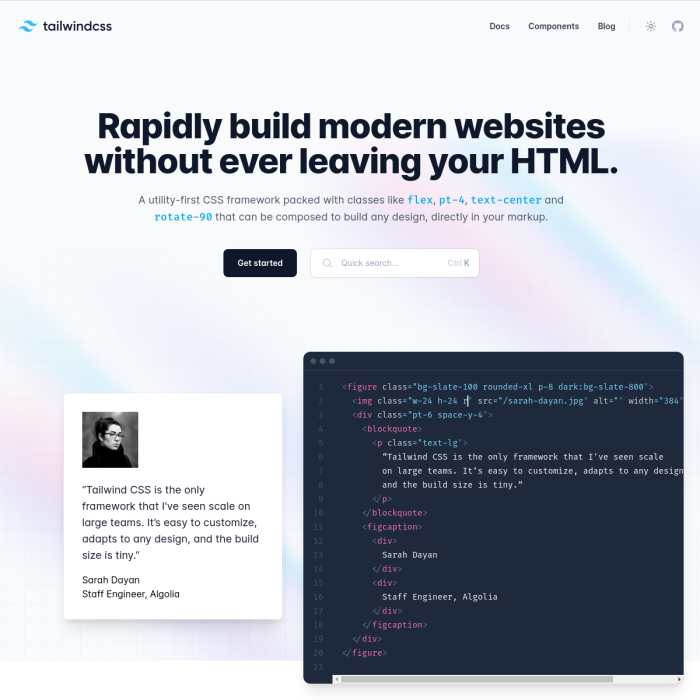 tailwindcss
Docs Components Blog
Rapidly build modern websites
without ever leaving your HTML.
A utility-first CSS framework packed with classes like flex, pt-4, text-center and
rotate-90 that can be composed to build any design, directly in your markup.
Get started
Quick search... Ctrl K
“Tailwind CSS is the only
framework that I've seen scale on
large teams. It’s easy to customize,
adapts to any design, and the build
size is tiny.”
Sarah Dayan
Staff Engineer, Algolia
1 <figure class="bg-slate-100 rounded-xl p-8 dark:bg-slate-800">
2 <img class="w-24 h-24 r" src="/sarah-dayan.jpg" alt="" width="384"
3 <div class="pt-6 space-y-4">
4 <blockquote>
5 <p class="text-lg">
6 “Tailwind CSS is the only framework that I've seen scale
7 on large teams. It’s easy to customize, adapts to any design
8 and the build size is tiny.”
9 </p>
10 </blockquote>
11 <figcaption>
12 <div>
13 Sarah Dayan
14 </div>
15 <div>
16 Staff Engineer, Algolia
17 </div>
18 </figcaption>
19 </div>
20 </figure>
21